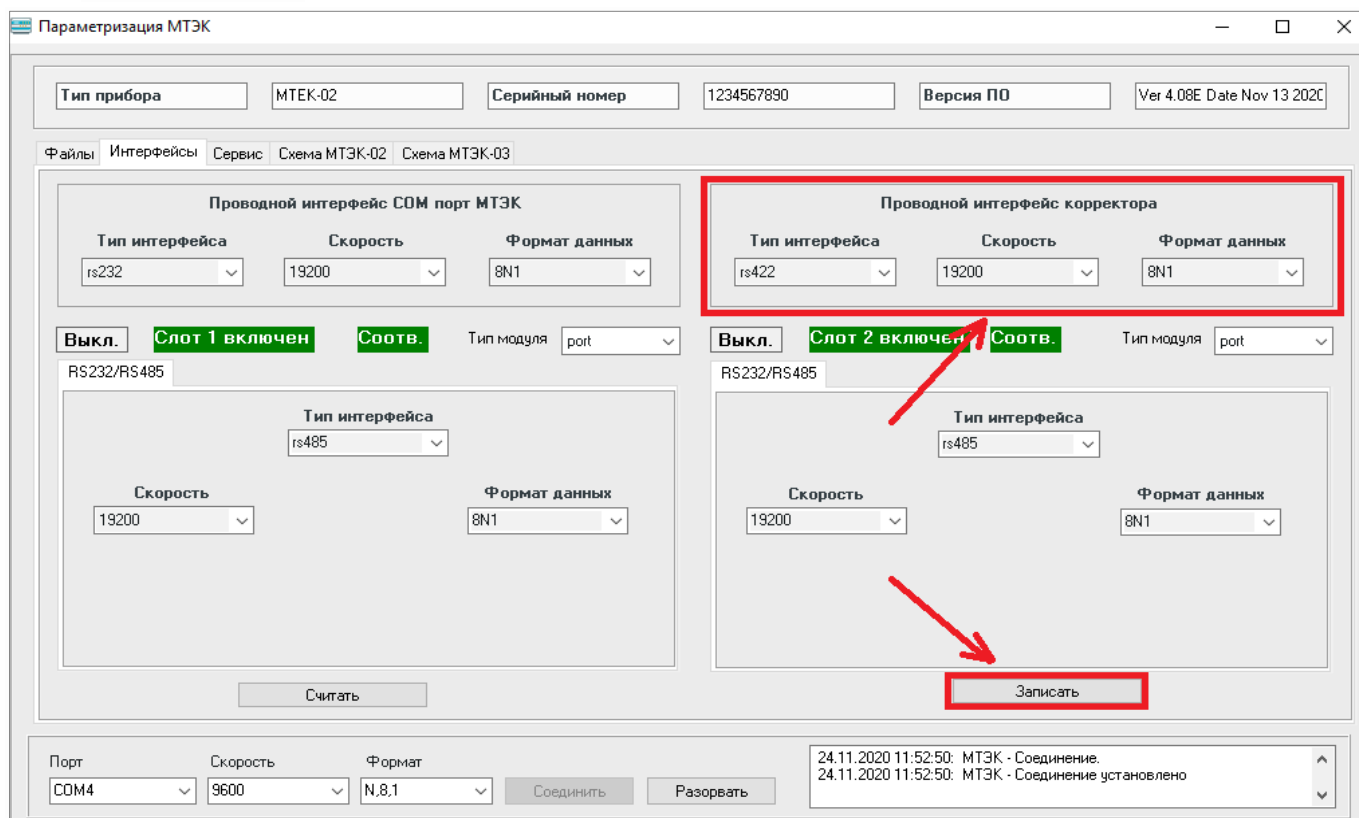 Параметризация МТЭК
Тип прибора MTEK-02 Серийный номер 1234567890 Версия ПО Ver 4.08E Date Nov 13 2020
Файлы Интерфейсы Сервис Схема МТЭК-02 Схема МТЭК-03
Проводной интерфейс COM порт МТЭК
Тип интерфейса Скорость Формат данных
rs232 19200 8N1
Проводной интерфейс корректора
Тип интерфейса Скорость Формат данных
rs422 19200 8N1
Выкл. Слот 1 включен Соотв. Тип модуля port
RS232/RS485
Тип интерфейса
rs485
Скорость Формат данных
19200 8N1
Считать
Выкл. Слот 2 включен Соотв. Тип модуля port
RS232/RS485
Тип интерфейса
rs485
Скорость Формат данных
19200 8N1
Записать
Порт Скорость Формат
COM4 9600 N,8,1 Соединить Разорвать
24.11.2020 11:52:50: МТЭК - Соединение.
24.11.2020 11:52:50: МТЭК - Соединение установлено